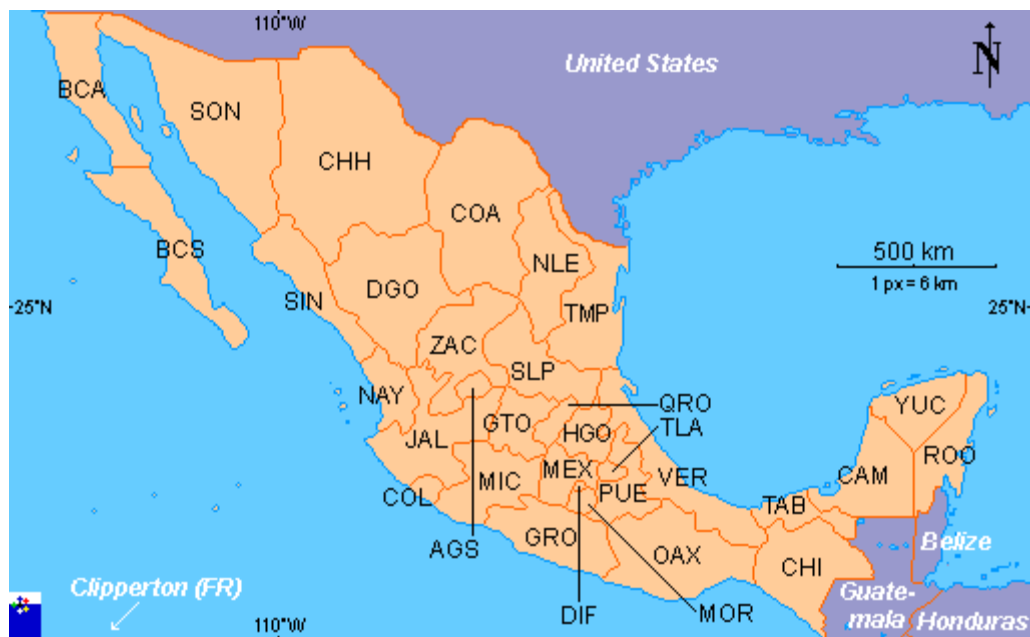 110°W
N
United States
BCA
SON
CHH
COA
BCS
NLE
500 km
1 px = 6 km
DGO
SIN
25°N
25°N
TMP
ZAC
SLP
NAY
QRO
YUC
GTO
HGO
TLA
JAL
ROO
MEX
VER
CAM
MIC
PUE
COL
TAB
GRO
AGS
OAX
Belize
CHI
Clipperton (FR)
Guate-
mala
DIF
MOR
Honduras
110°W